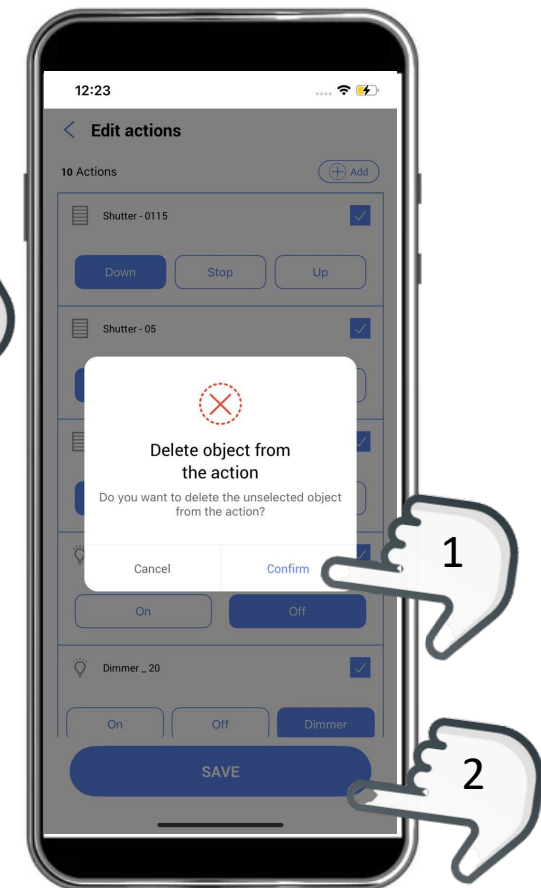 12:23
Edit actions
10 Actions
Add
Shutter - 0115
Down Stop Up
Shutter - 05
Delete object from
the action
Do you want to delete the unselected object
from the action?
Cancel Confirm
1
On Off
Dimmer _ 20
On Off Dimmer
SAVE
2